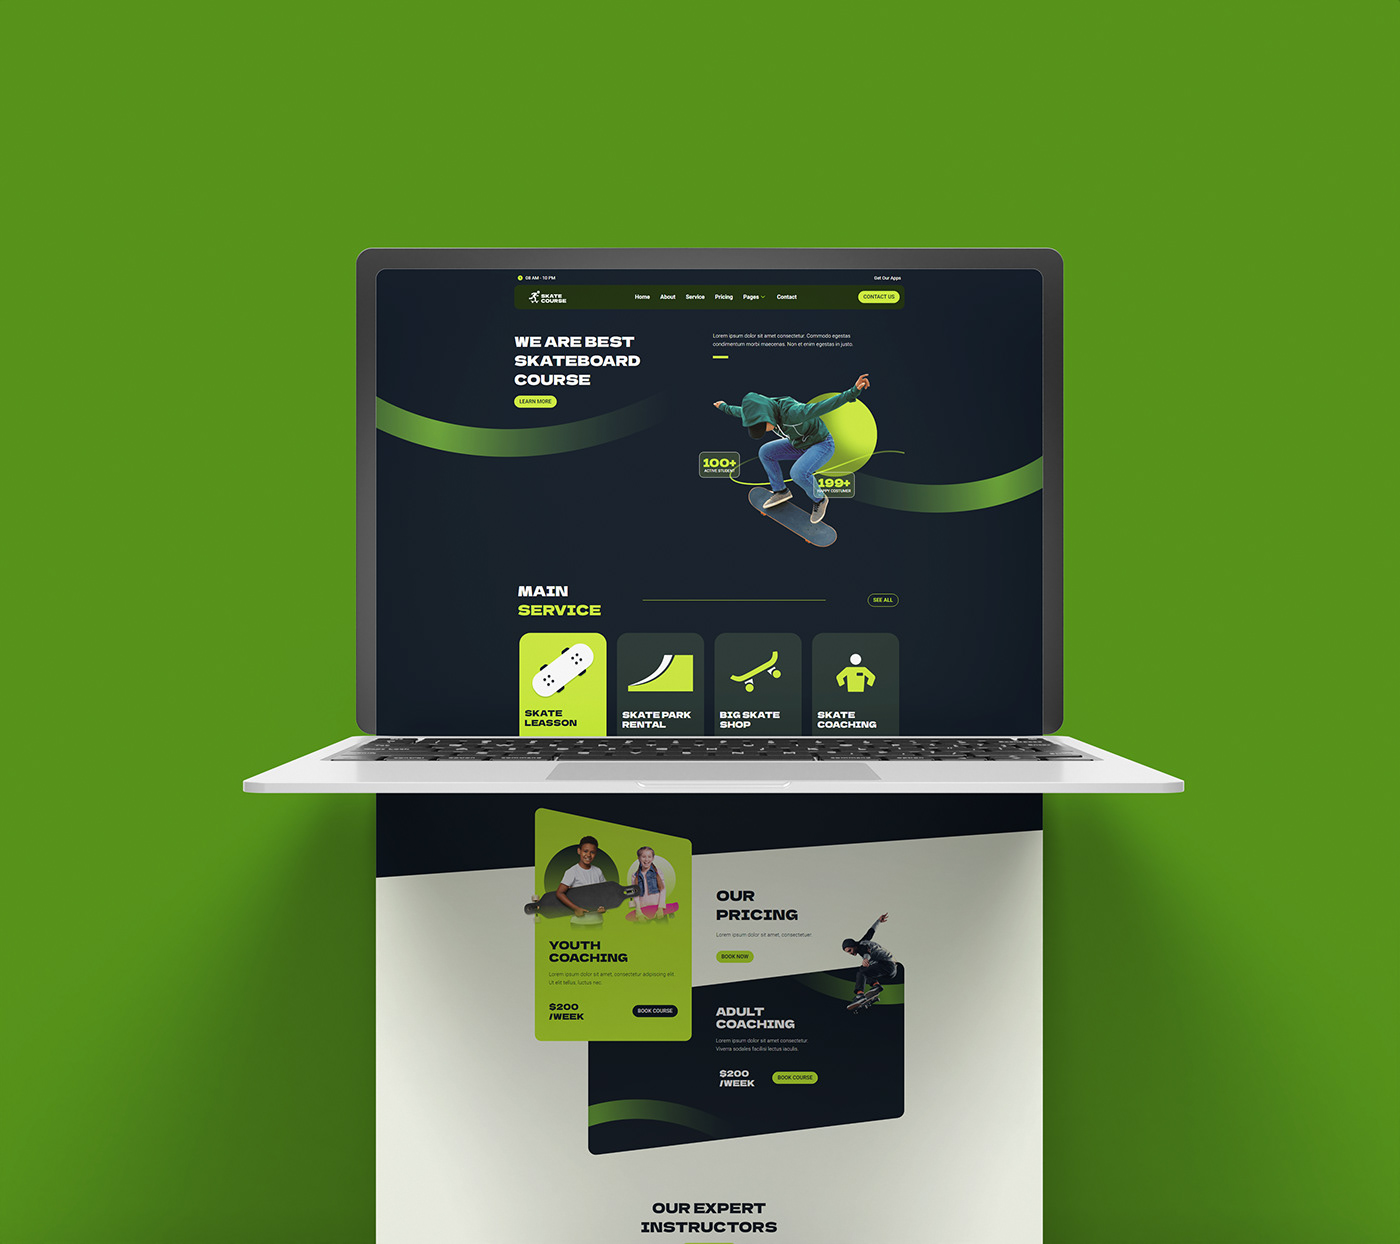 08 AM - 10 PM
Get Our Apps
SKATE
COURSE
Home About Service Pricing Pages Contact
CONTACT US
WE ARE BEST
SKATEBOARD
COURSE
LEARN MORE
Lorem ipsum dolor sit amet consectetur. Commodo egestas
condimentum morbi maecenas. Non et enim egestas in justo.
100+
ACTIVE STUDENT
199+
HAPPY COSTUMER
MAIN
SERVICE
SEE ALL
SKATE
LEASSON
SKATE PARK
RENTAL
BIG SKATE
SHOP
SKATE
COACHING
YOUTH
COACHING
Lorem ipsum dolor sit amet, consectetur adipiscing elit.
Ut elit tellus, luctus nec.
$200
/WEEK
BOOK COURSE
OUR
PRICING
Lorem ipsum dolor sit amet, consectetuer.
BOOK NOW
ADULT
COACHING
Lorem ipsum dolor sit amet consectetur.
Viverra sodales facilisi lectus iaculis.
$200
/WEEK
BOOK COURSE
OUR EXPERT
INSTRUCTORS